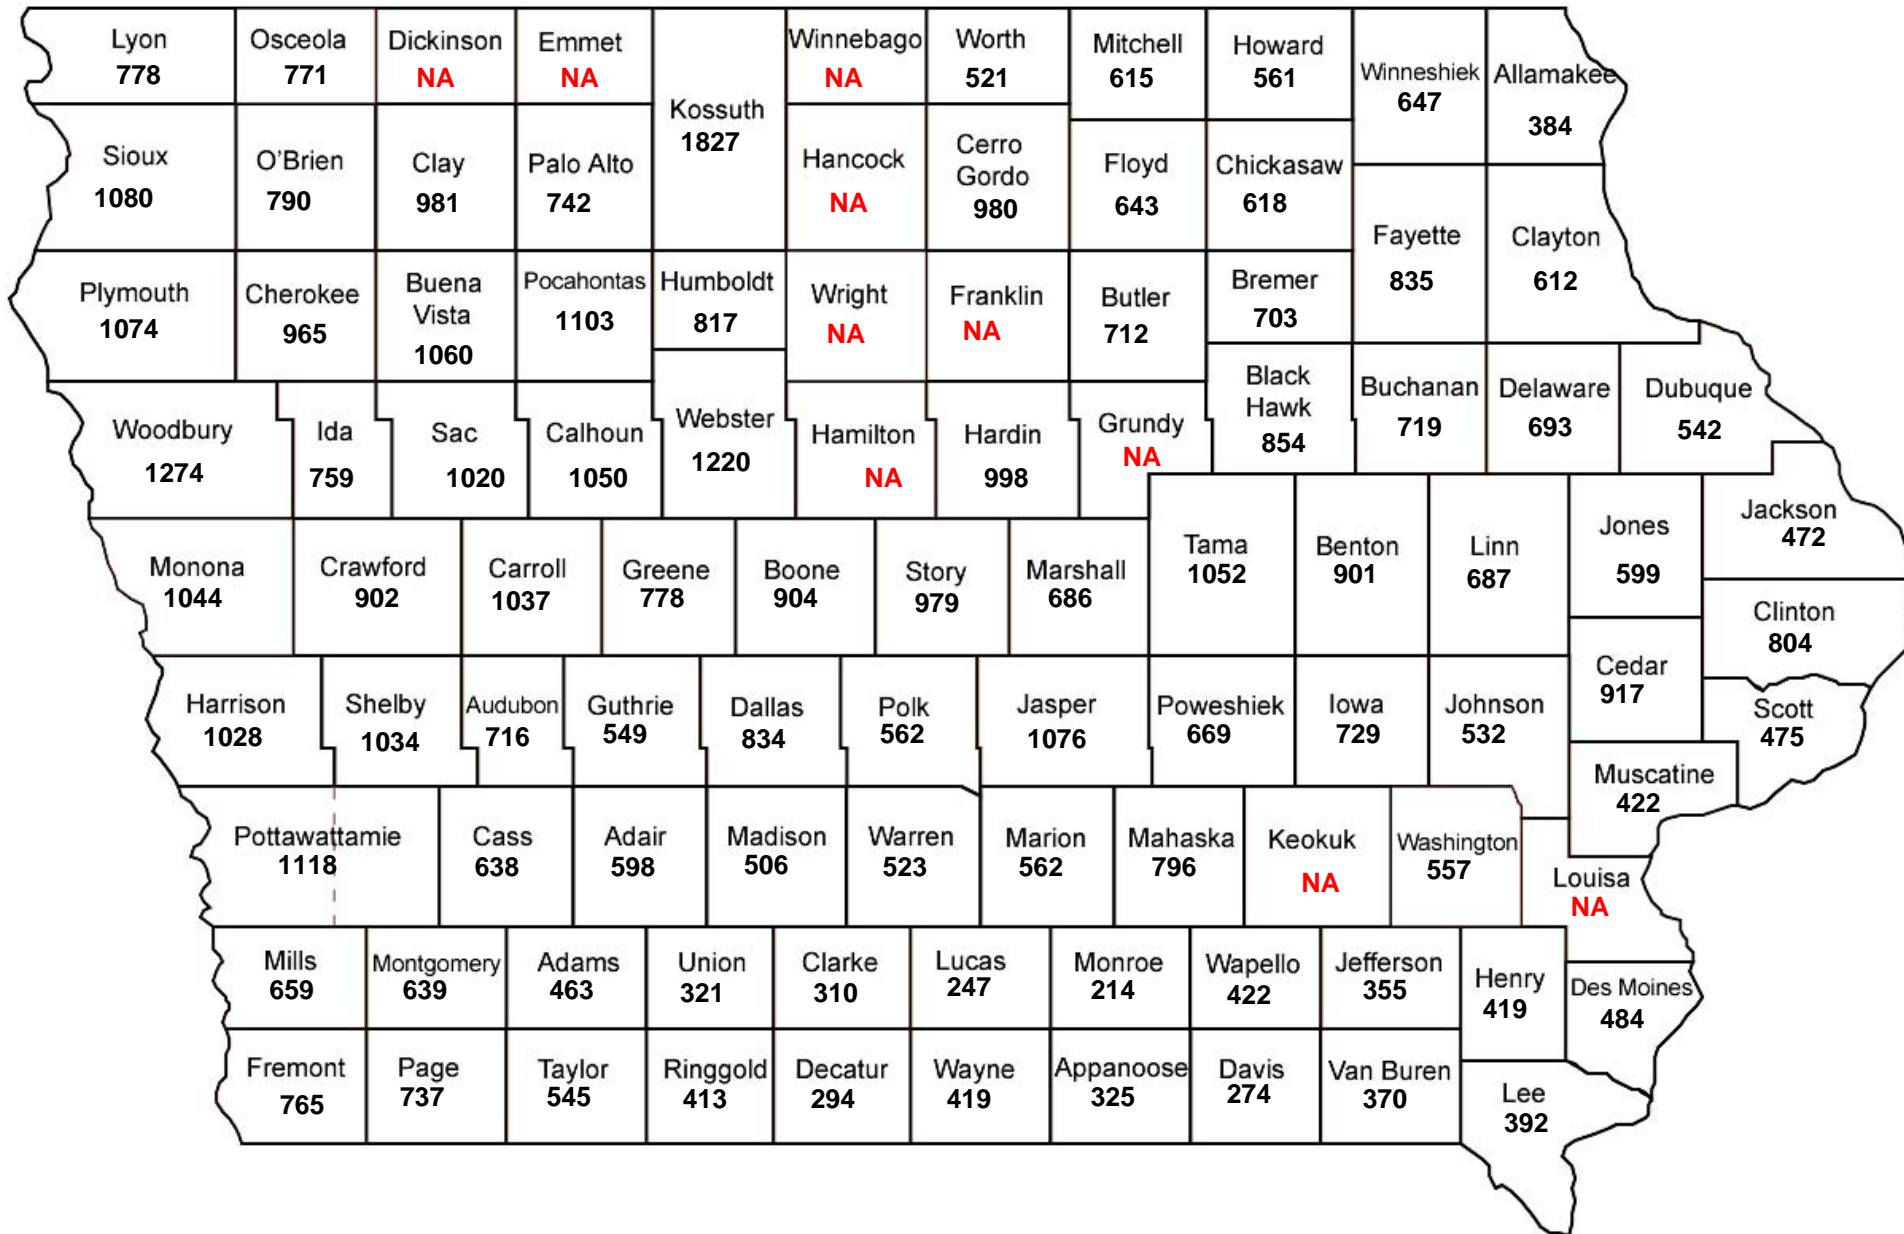 Lyon
778
Osceola
771
Dickinson
NA
Emmet
NA
Kossuth
1827
Winnebago
NA
Worth
521
Mitchell
615
Howard
561
Winneshiek
647
Allamakee
384
Sioux
1080
O'Brien
790
Clay
981
Palo Alto
742
Hancock
NA
Cerro
Gordo
980
Floyd
643
Chickasaw
618
Fayette
835
Clayton
612
Plymouth
1074
Cherokee
965
Buena
Vista
1060
Pocahontas
1103
Humboldt
817
Wright
NA
Franklin
NA
Butler
712
Bremer
703
Woodbury
1274
Ida
759
Sac
1020
Calhoun
1050
Webster
1220
Hamilton
NA
Hardin
998
Grundy
NA
Black
Hawk
854
Buchanan
719
Delaware
693
Dubuque
542
Monona
1044
Crawford
902
Carroll
1037
Greene
778
Boone
904
Story
979
Marshall
686
Tama
1052
Benton
901
Linn
687
Jones
599
Jackson
472
Clinton
804
Harrison
1028
Shelby
1034
Audubon
716
Guthrie
549
Dallas
834
Polk
562
Jasper
1076
Poweshiek
669
Iowa
729
Johnson
532
Cedar
917
Scott
475
Muscatine
422
Pottawattamie
1118
Cass
638
Adair
598
Madison
506
Warren
523
Marion
562
Mahaska
796
Keokuk
NA
Washington
557
Louisa
NA
Mills
659
Montgomery
639
Adams
463
Union
321
Clarke
310
Lucas
247
Monroe
214
Wapello
422
Jefferson
355
Henry
419
Des Moines
484
Fremont
765
Page
737
Taylor
545
Ringgold
413
Decatur
294
Wayne
419
Appanoose
325
Davis
274
Van Buren
370
Lee
392